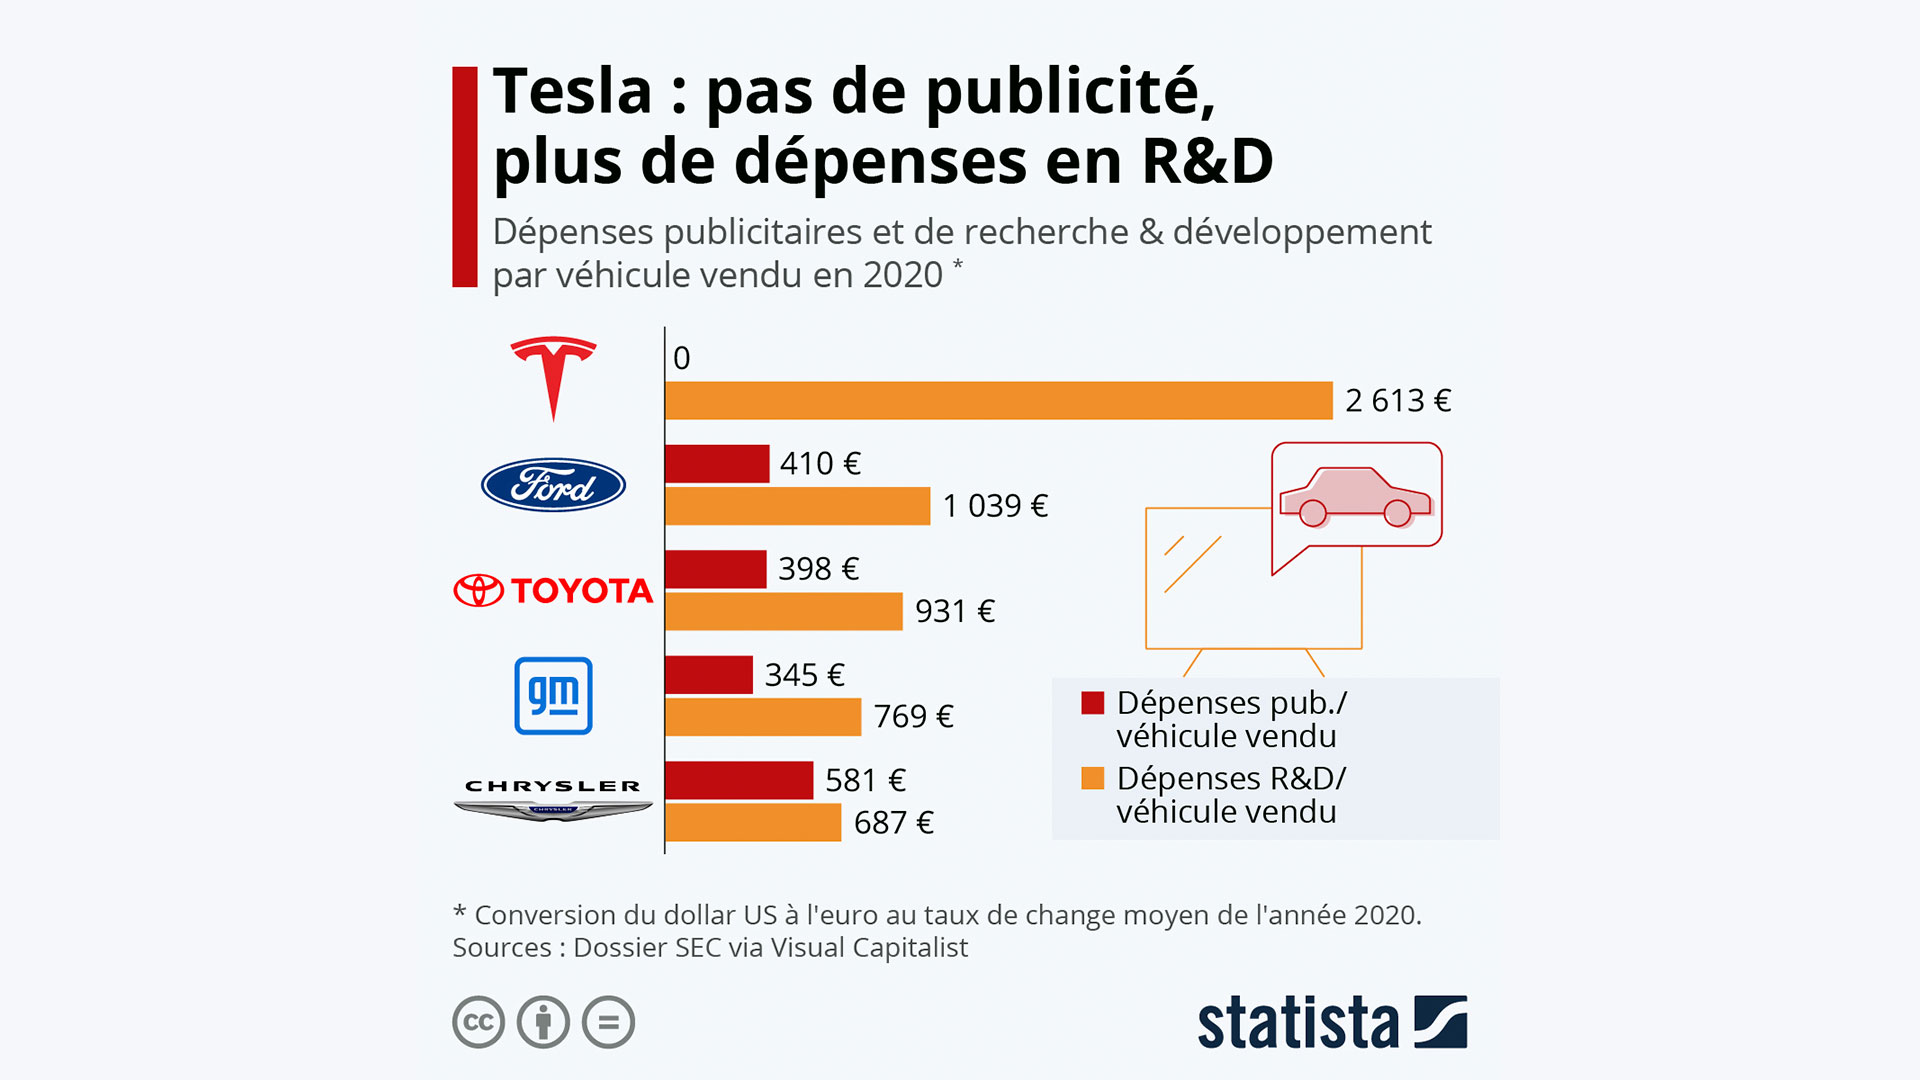 Tesla : pas de publicité,
plus de dépenses en R&D
Dépenses publicitaires et de recherche & développement
par véhicule vendu en 2020 *
0
2 613 €
Ford
410 €
1 039 €
TOYOTA
398 €
931 €
gm
345 €
769 €
CHRYSLER
CHRYSLER
581 €
687 €
Dépenses pub./
véhicule vendu
Dépenses R&D/
véhicule vendu
* Conversion du dollar US à l'euro au taux de change moyen de l'année 2020.
Sources : Dossier SEC via Visual Capitalist
cc
statista